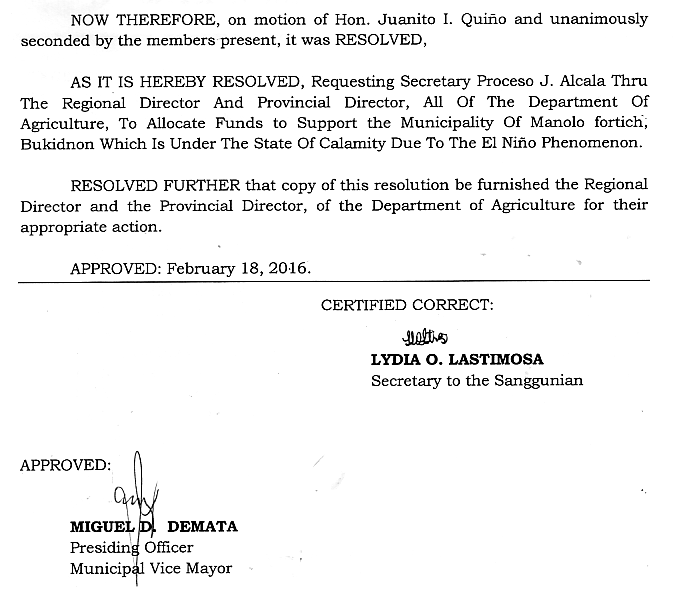 NOW THEREFORE, on motion of Hon. Juanito I. Quiño and unanimously
seconded by the members present, it was RESOLVED,
AS IT IS HEREBY RESOLVED, Requesting Secretary Proceso J. Alcala Thru
The Regional Director And Provincial Director, All Of The Department Of
Agriculture, To Allocate Funds to Support the Municipality Of Manolo fortich,
Bukidnon Which Is Under The State Of Calamity Due To The El Niño Phenomenon.
RESOLVED FURTHER that copy of this resolution be furnished the Regional
Director and the Provincial Director, of the Department of Agriculture for their
appropriate action.
APPROVED: February 18, 2016.
CERTIFIED CORRECT:
LYDIA O. LASTIMOSA
Secretary to the Sanggunian
APPROVED:
MIGUEL D. DEMATA
Presiding Officer
Municipal Vice Mayor